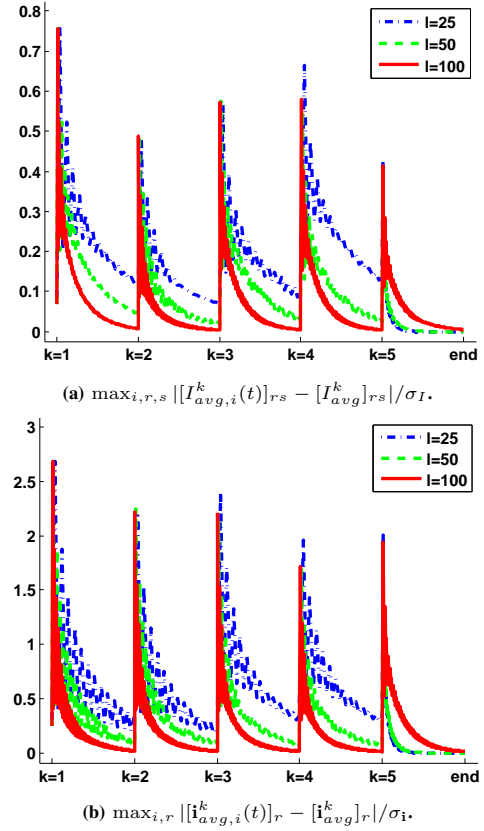 0.8
0.7
0.6
0.5
0.4
0.3
0.2
0.1
0
l=25
l=50
l=100
k=1 k=2 k=3 k=4 k=5 end
(a) max_{i,r,s} |[I^k_{avg,i}(t)]_{rs} − [I^k_{avg}]_{rs}|/σ_I.
3
2.5
2
1.5
1
0.5
0
l=25
l=50
l=100
k=1 k=2 k=3 k=4 k=5 end
(b) max_{i,r} |[i^k_{avg,i}(t)]_r − [i^k_{avg}]_r|/σ_i.